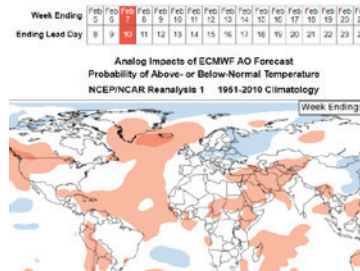 Week Ending Feb 5 Feb 6 Feb 7 Feb 8 Feb 9 Feb 10 Feb 11 Feb 12 Feb 13 Feb 14 Feb 15 Feb 16 Feb 17 Feb 18 Feb 19 Feb 20
Ending Lead Day 8 9 10 11 12 13 14 15 16 17 18 19 20 21 22 23
Analog Impacts of ECMWF AO Forecast
Probability of Above- or Below-Normal Temperature
NCEP/NCAR Reanalysis 1 1951-2010 Climatology
Week Ending: